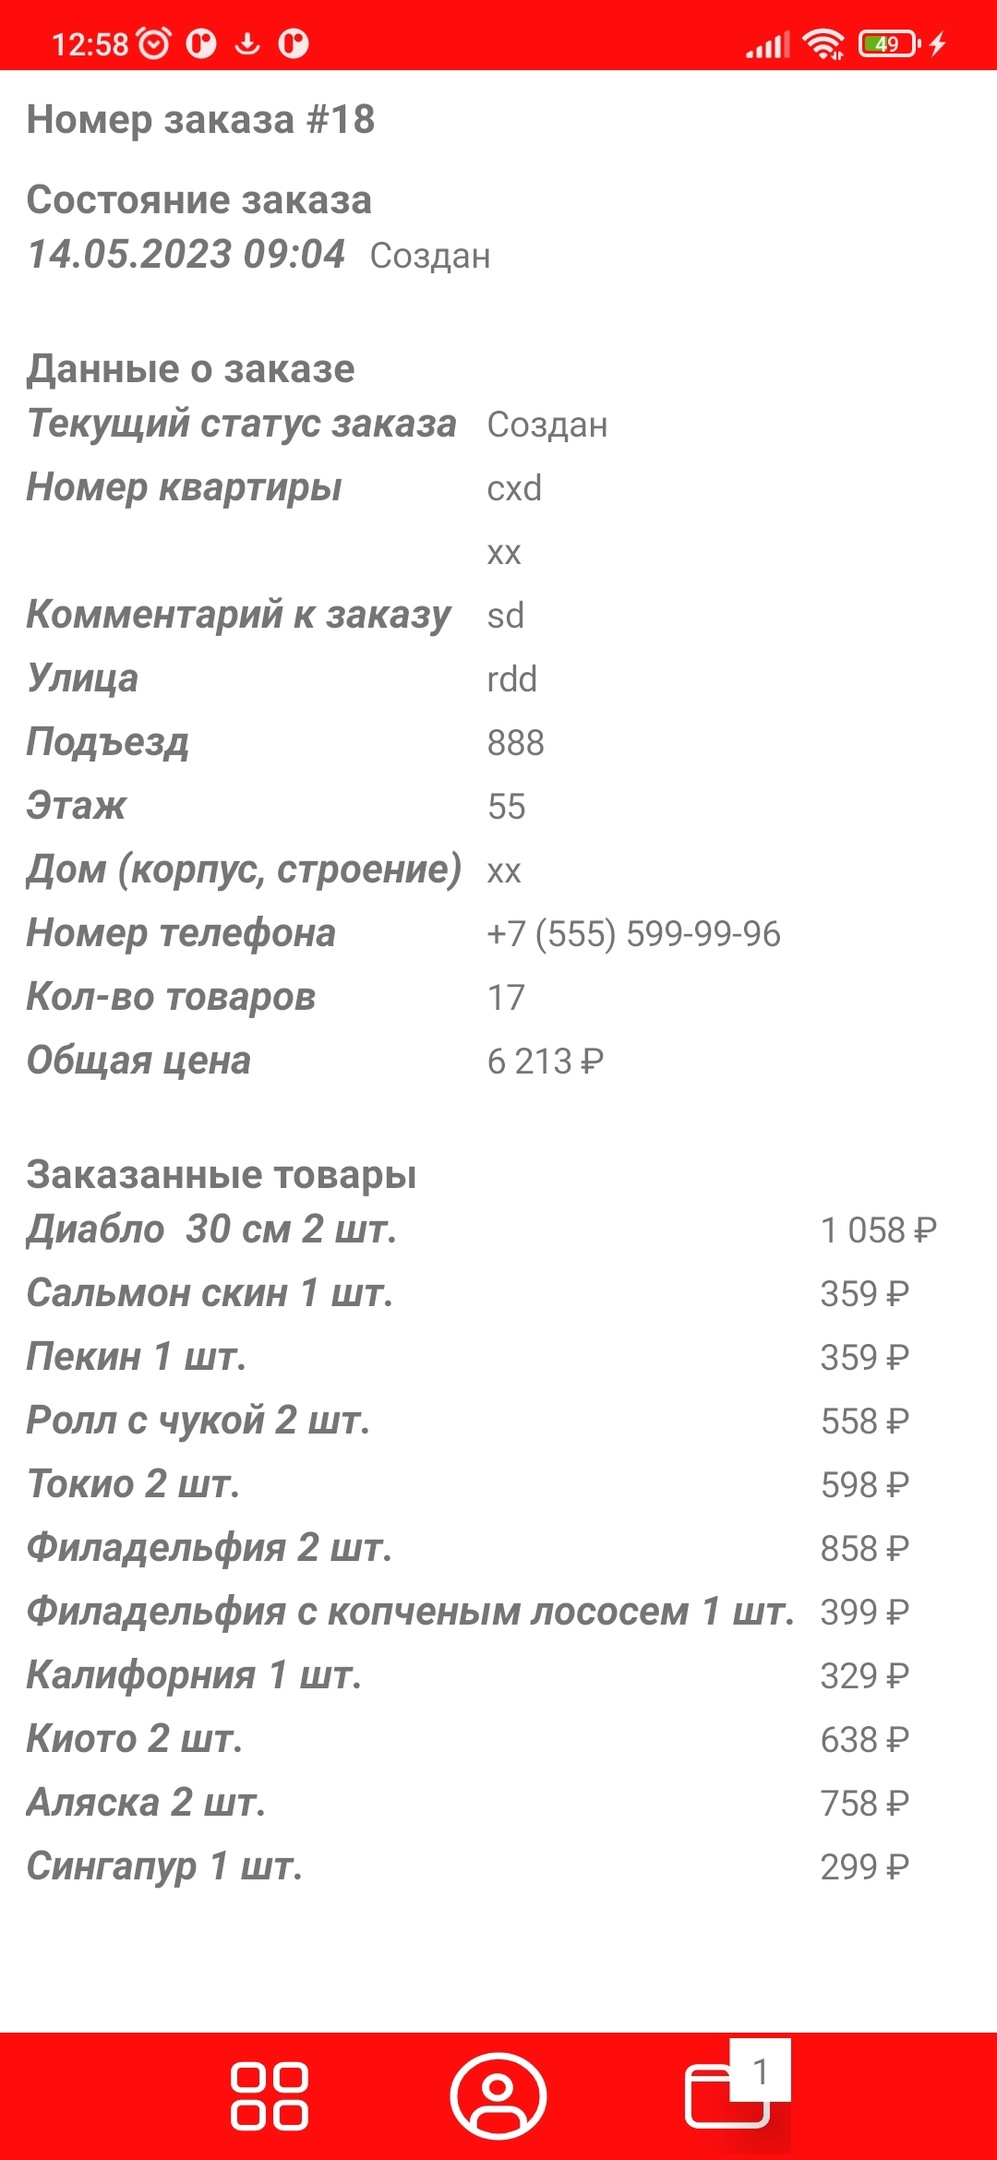 12:58
49
Номер заказа #18
Состояние заказа
14.05.2023 09:04 Создан
Данные о заказе
Текущий статус заказа Создан
Номер квартиры cxd
xx
Комментарий к заказу sd
Улица rdd
Подъезд 888
Этаж 55
Дом (корпус, строение) xx
Номер телефона +7 (555) 599-99-96
Кол-во товаров 17
Общая цена 6 213 ₽
Заказанные товары
Диабло 30 см 2 шт. 1 058 ₽
Сальмон скин 1 шт. 359 ₽
Пекин 1 шт. 359 ₽
Ролл с чукой 2 шт. 558 ₽
Токио 2 шт. 598 ₽
Филадельфия 2 шт. 858 ₽
Филадельфия с копченым лососем 1 шт. 399 ₽
Калифорния 1 шт. 329 ₽
Киото 2 шт. 638 ₽
Аляска 2 шт. 758 ₽
Сингапур 1 шт. 299 ₽
1